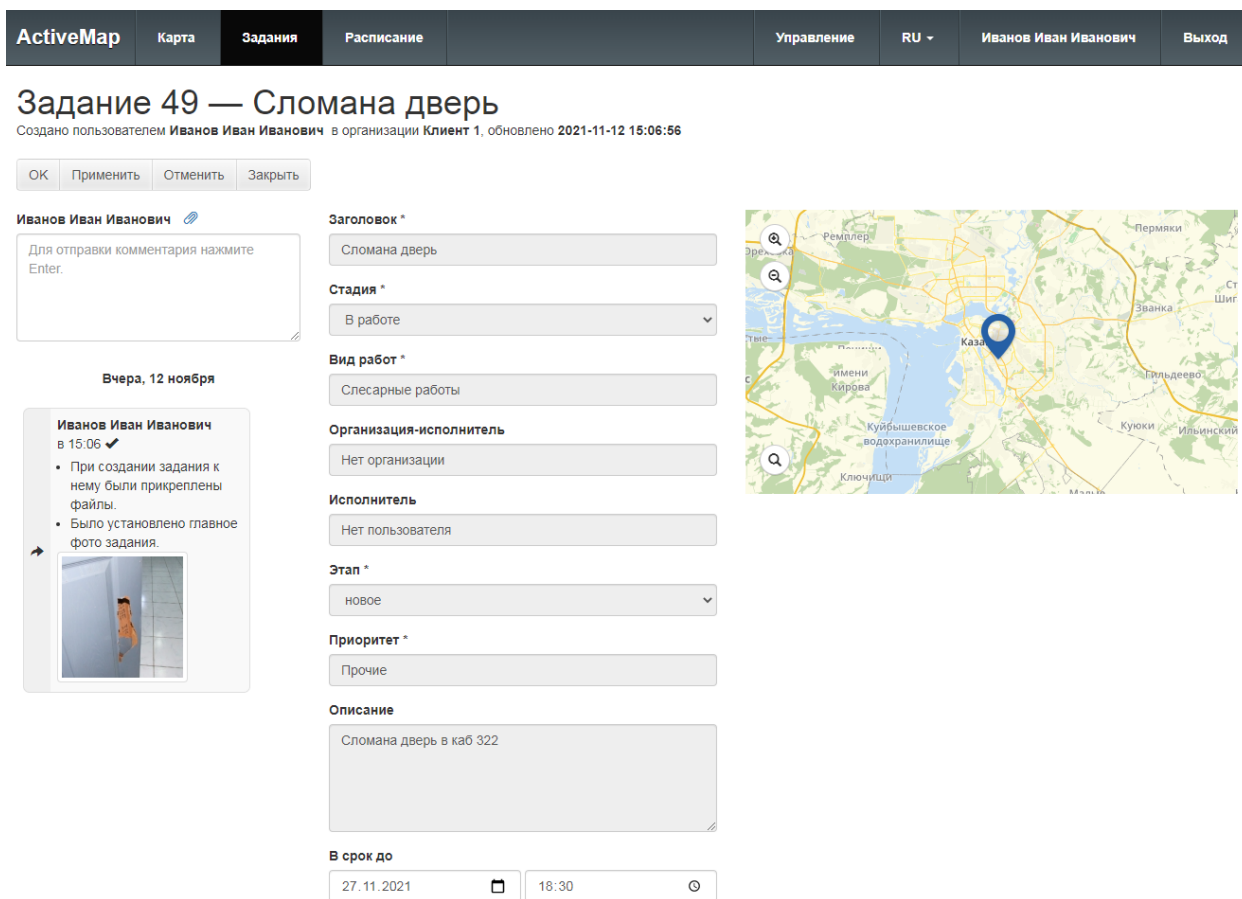 ActiveMap Карта Задания Расписание Управление RU Иванов Иван Иванович Выход
Задание 49 — Сломана дверь
Создано пользователем Иванов Иван Иванович в организации Клиент 1, обновлено 2021-11-12 15:06:56
OK Применить Отменить Закрыть
Иванов Иван Иванович
Для отправки комментария нажмите
Enter.
Вчера, 12 ноября
Иванов Иван Иванович
в 15:06
При создании задания к
нему были прикреплены
файлы.
Было установлено главное
фото задания.
Заголовок *
Сломана дверь
Стадия *
В работе
Вид работ *
Слесарные работы
Организация-исполнитель
Нет организации
Исполнитель
Нет пользователя
Этап *
новое
Приоритет *
Прочие
Описание
Сломана дверь в каб 322
В срок до
27.11.2021 18:30
Ремплер
Пермяки
Званка
имени
Кирова
Гильдеево
Куйбышевское
водохранилище
Куюки
Ильинский
Ключищи